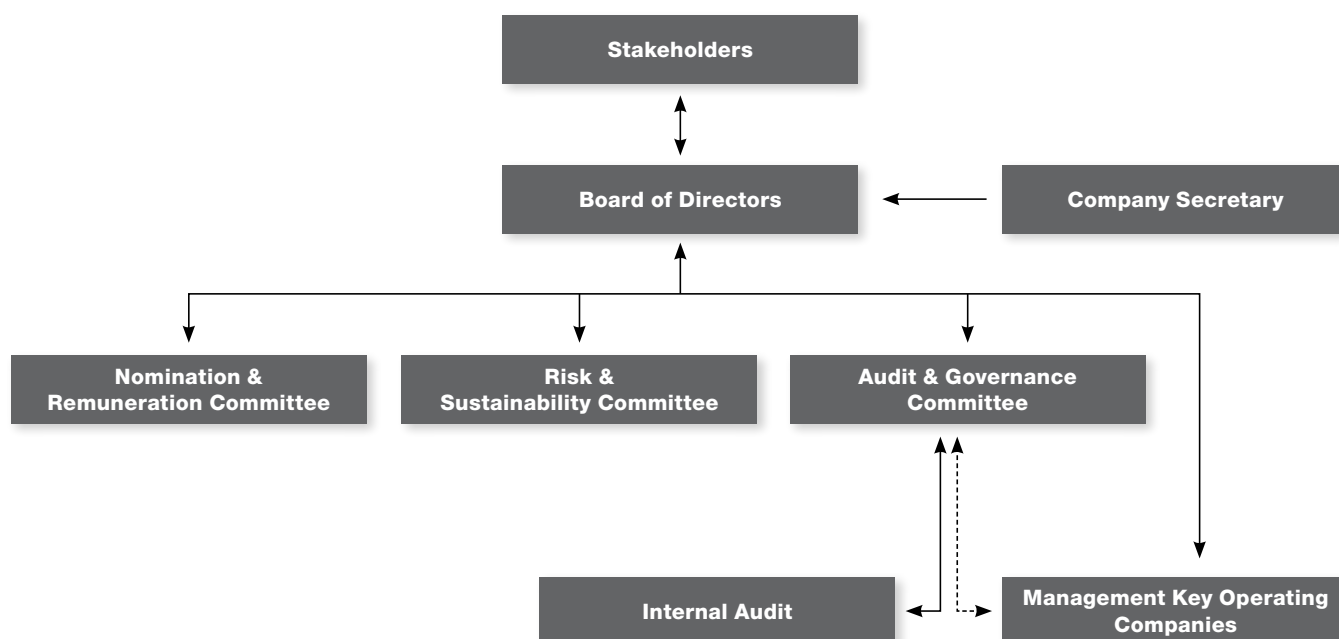 Stakeholders
Board of Directors
Company Secretary
Nomination &
Remuneration Committee
Risk &
Sustainability Committee
Audit & Governance
Committee
Internal Audit
Management Key Operating
Companies